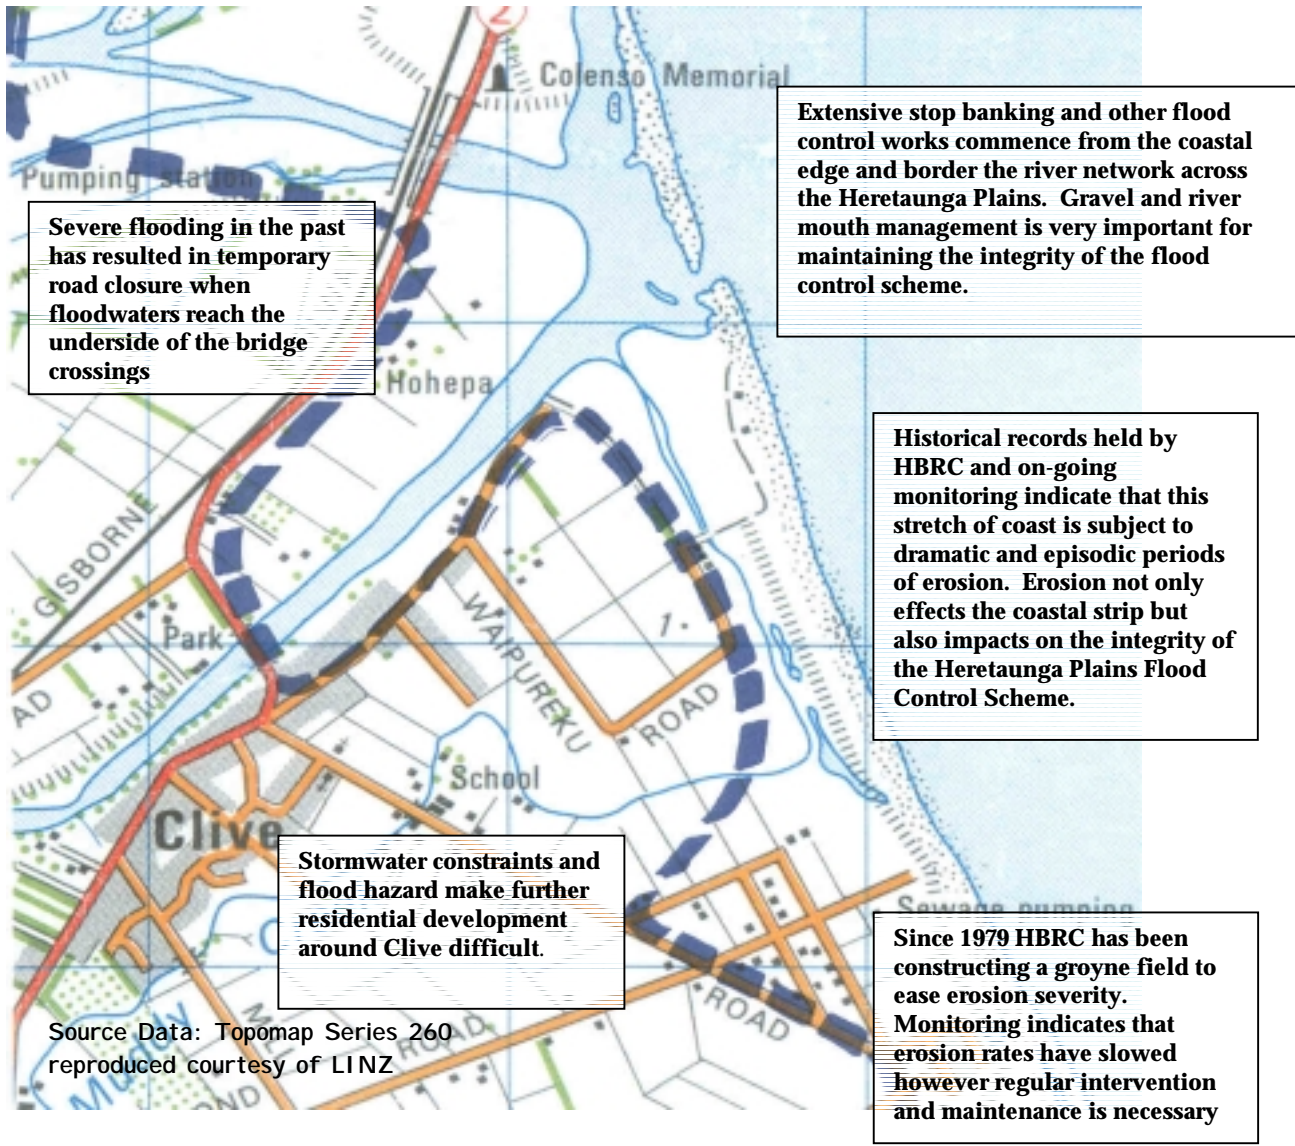 2
Colenso Memorial
Extensive stop banking and other flood
control works commence from the coastal
edge and border the river network across
the Heretaunga Plains. Gravel and river
mouth management is very important for
maintaining the integrity of the flood
control scheme.
Pumping station
Severe flooding in the past
has resulted in temporary
road closure when
floodwaters reach the
underside of the bridge
crossings
Hohepa
Historical records held by
HBRC and on-going
monitoring indicate that this
stretch of coast is subject to
dramatic and episodic periods
of erosion. Erosion not only
effects the coastal strip but
also impacts on the integrity of
the Heretaunga Plains Flood
Control Scheme.
GISBORNE
Park
WAIPUREKU
1
AD
ROAD
School
Clive
Stormwater constraints and
flood hazard make further
residential development
around Clive difficult.
Sewage pumping
Since 1979 HBRC has been
constructing a groyne field to
ease erosion severity.
Monitoring indicates that
erosion rates have slowed
however regular intervention
and maintenance is necessary
ROAD
Source Data: Topomap Series 260
reproduced courtesy of LINZ
ROAD
Muddy
OND